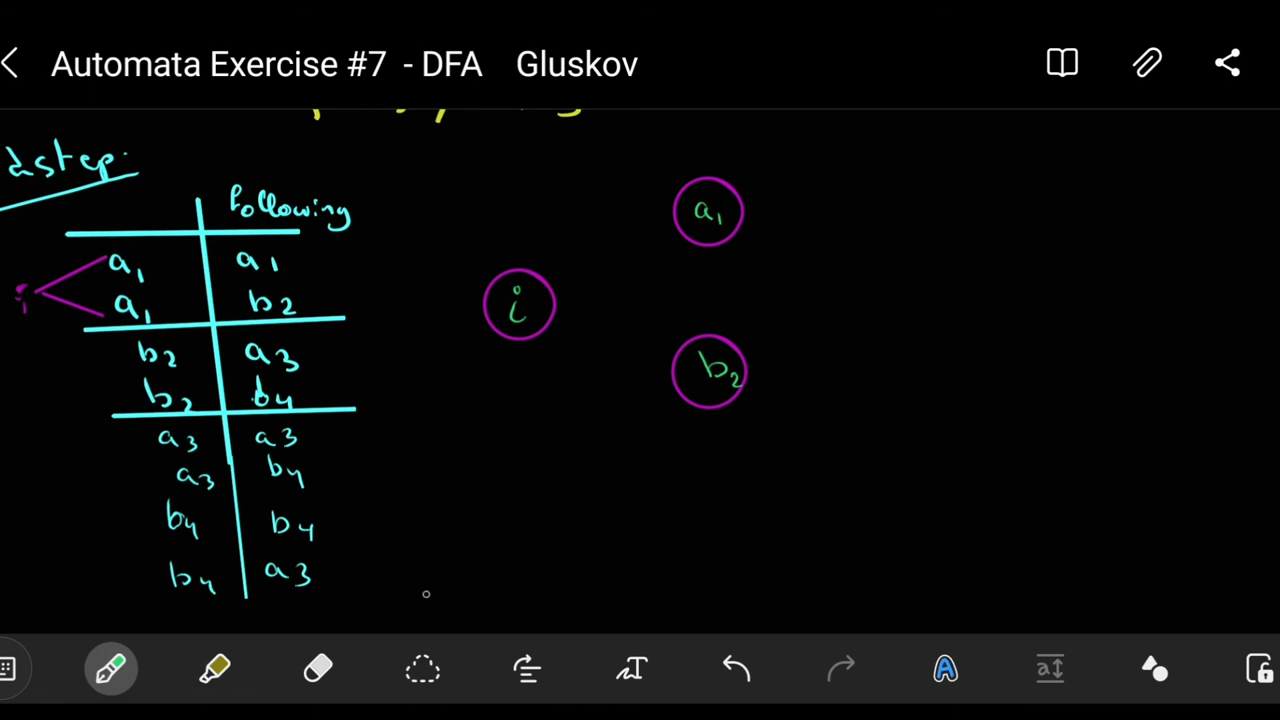 Automata Exercise #7 - DFA Gluskov
2step.
Following
a1 a1
i
a1 b2
b2 a3
b2 b4
a3 a3
a3 b4
b4 b4
b4 a3
a1
i
b2